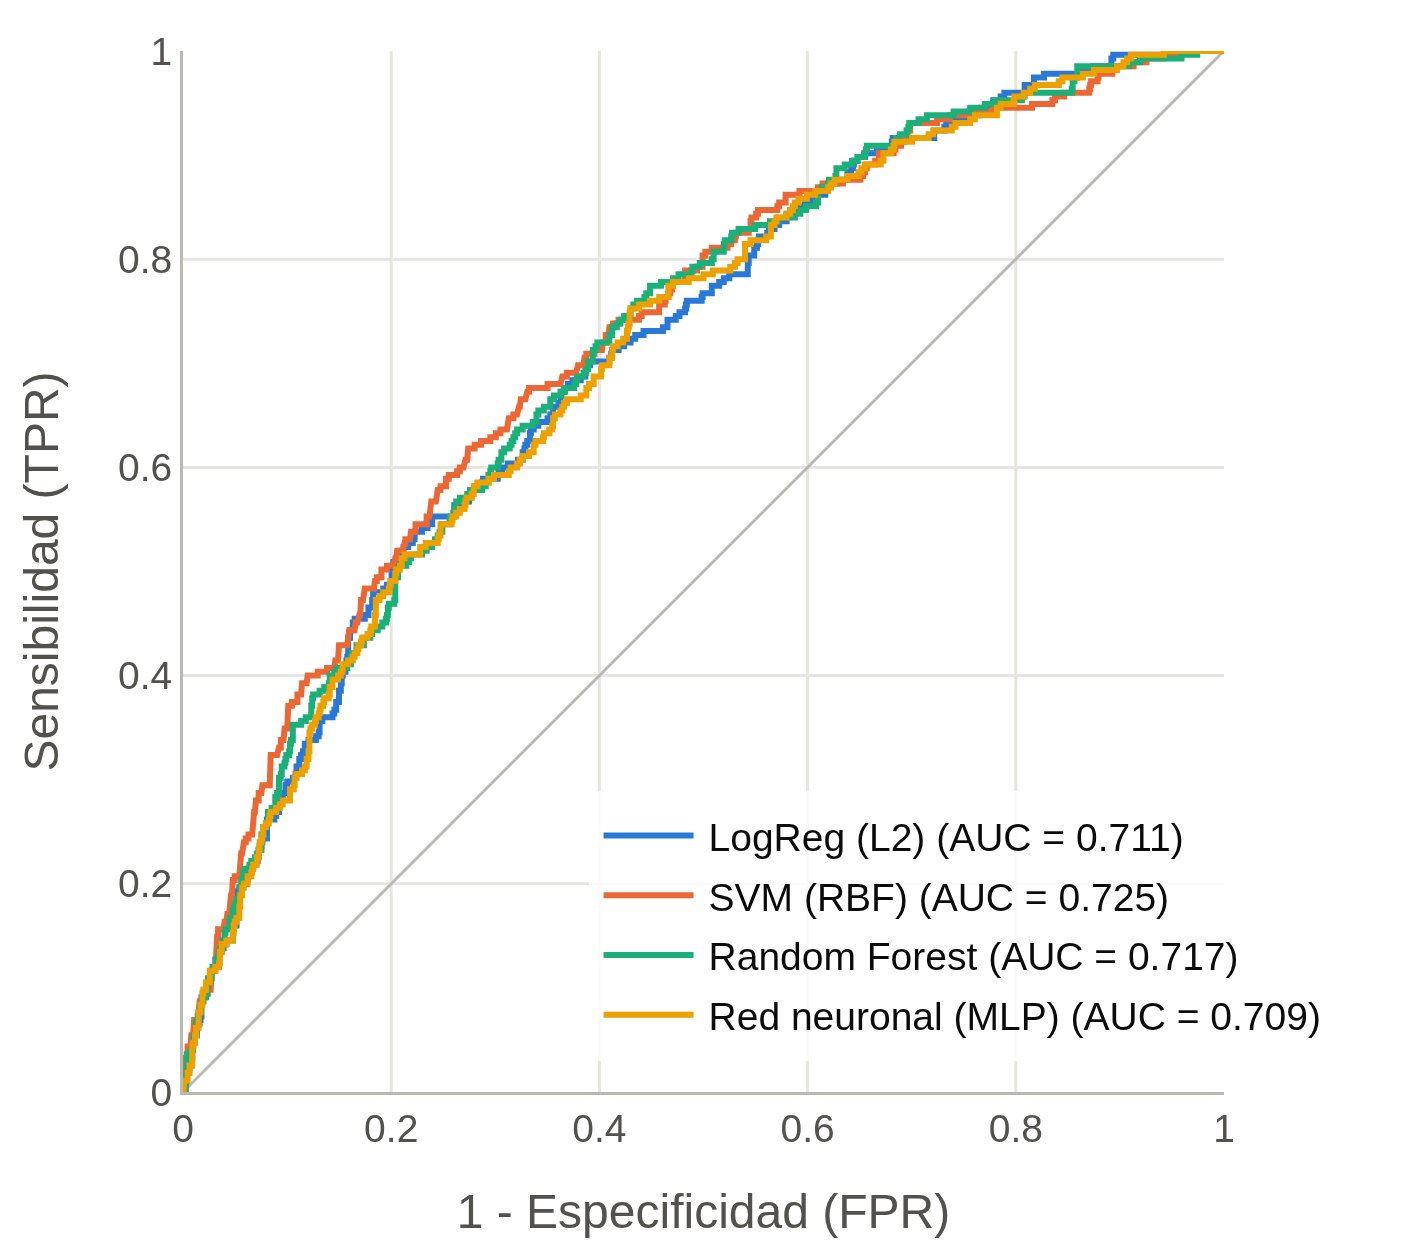 Sensibilidad (TPR)
1
0.8
0.6
0.4
0.2
0
LogReg (L2) (AUC = 0.711)
SVM (RBF) (AUC = 0.725)
Random Forest (AUC = 0.717)
Red neuronal (MLP) (AUC = 0.709)
0 0.2 0.4 0.6 0.8 1
1 - Especificidad (FPR)